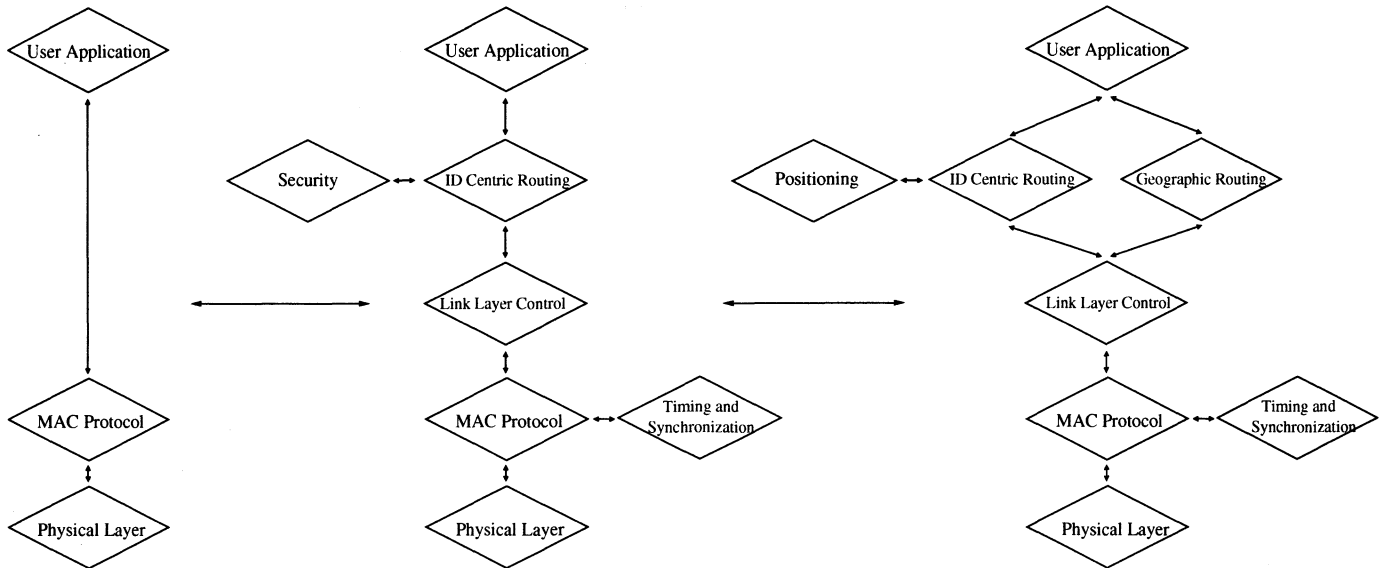 User Application
MAC Protocol
Physical Layer
User Application
Security
ID Centric Routing
Link Layer Control
MAC Protocol
Timing and
Synchronization
Physical Layer
User Application
Positioning
ID Centric Routing
Geographic Routing
Link Layer Control
MAC Protocol
Timing and
Synchronization
Physical Layer